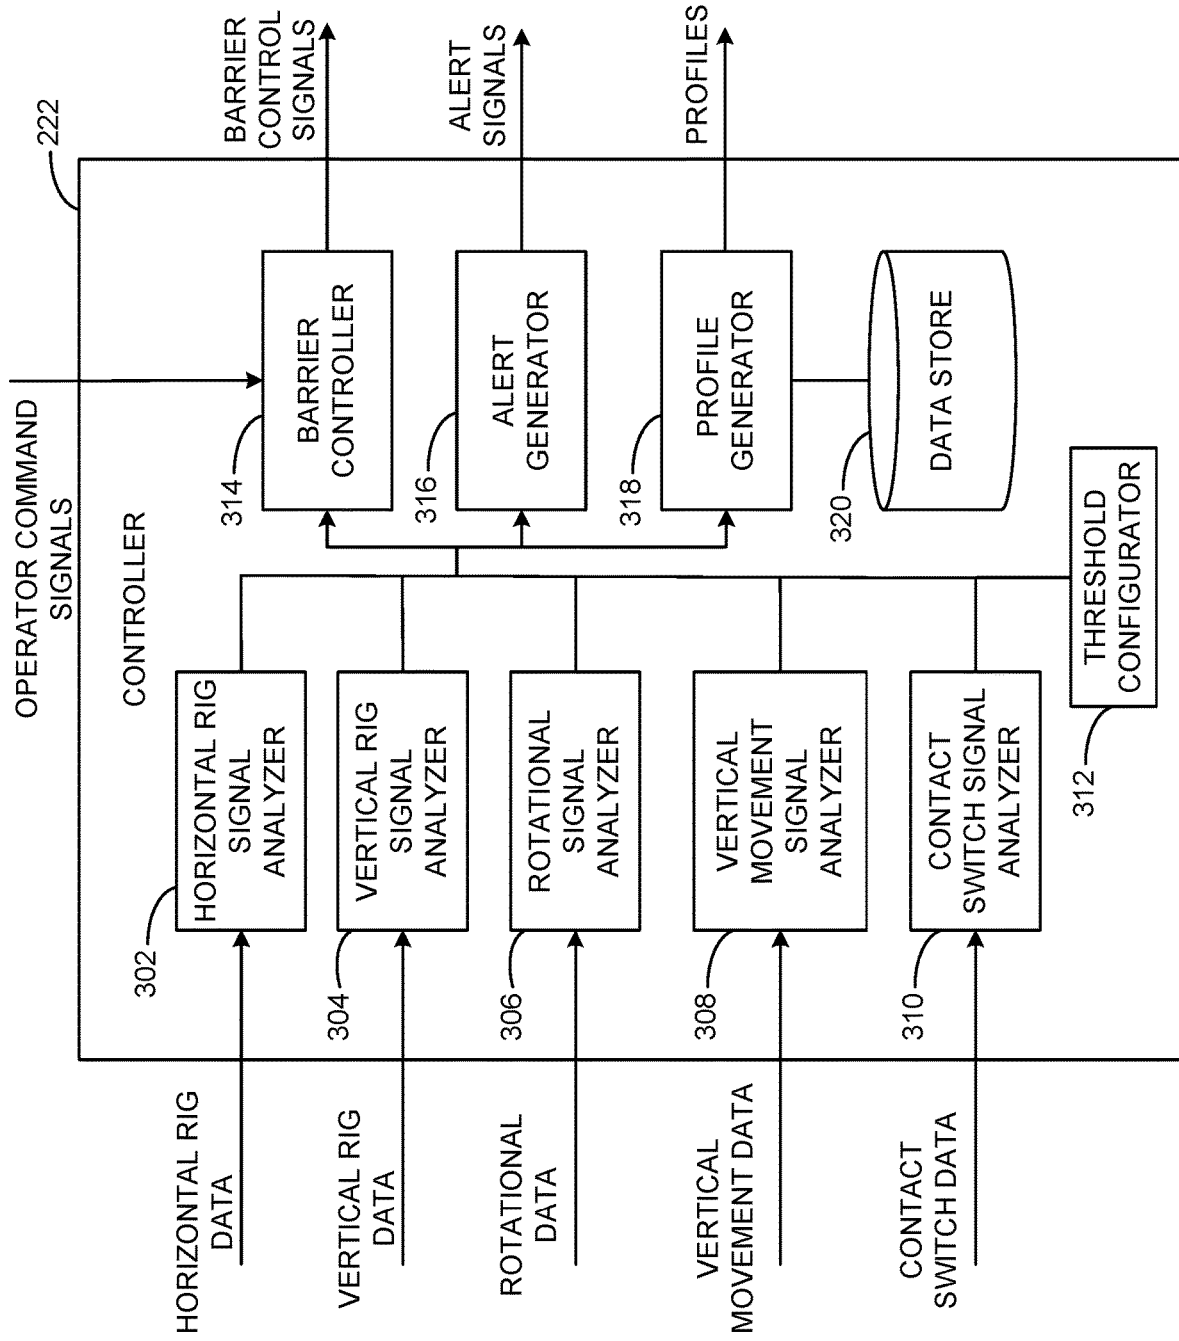 OPERATOR COMMAND
SIGNALS
222
CONTROLLER
HORIZONTAL RIG
DATA
302
HORIZONTAL RIG
SIGNAL
ANALYZER
314
BARRIER
CONTROLLER
BARRIER
CONTROL
SIGNALS
VERTICAL RIG
DATA
304
VERTICAL RIG
SIGNAL
ANALYZER
316
ALERT
GENERATOR
ALERT
SIGNALS
ROTATIONAL
DATA
306
ROTATIONAL
SIGNAL
ANALYZER
318
PROFILE
GENERATOR
PROFILES
VERTICAL
MOVEMENT DATA
308
VERTICAL
MOVEMENT
SIGNAL
ANALYZER
320
DATA STORE
CONTACT
SWITCH DATA
310
CONTACT
SWITCH SIGNAL
ANALYZER
312
THRESHOLD
CONFIGURATOR